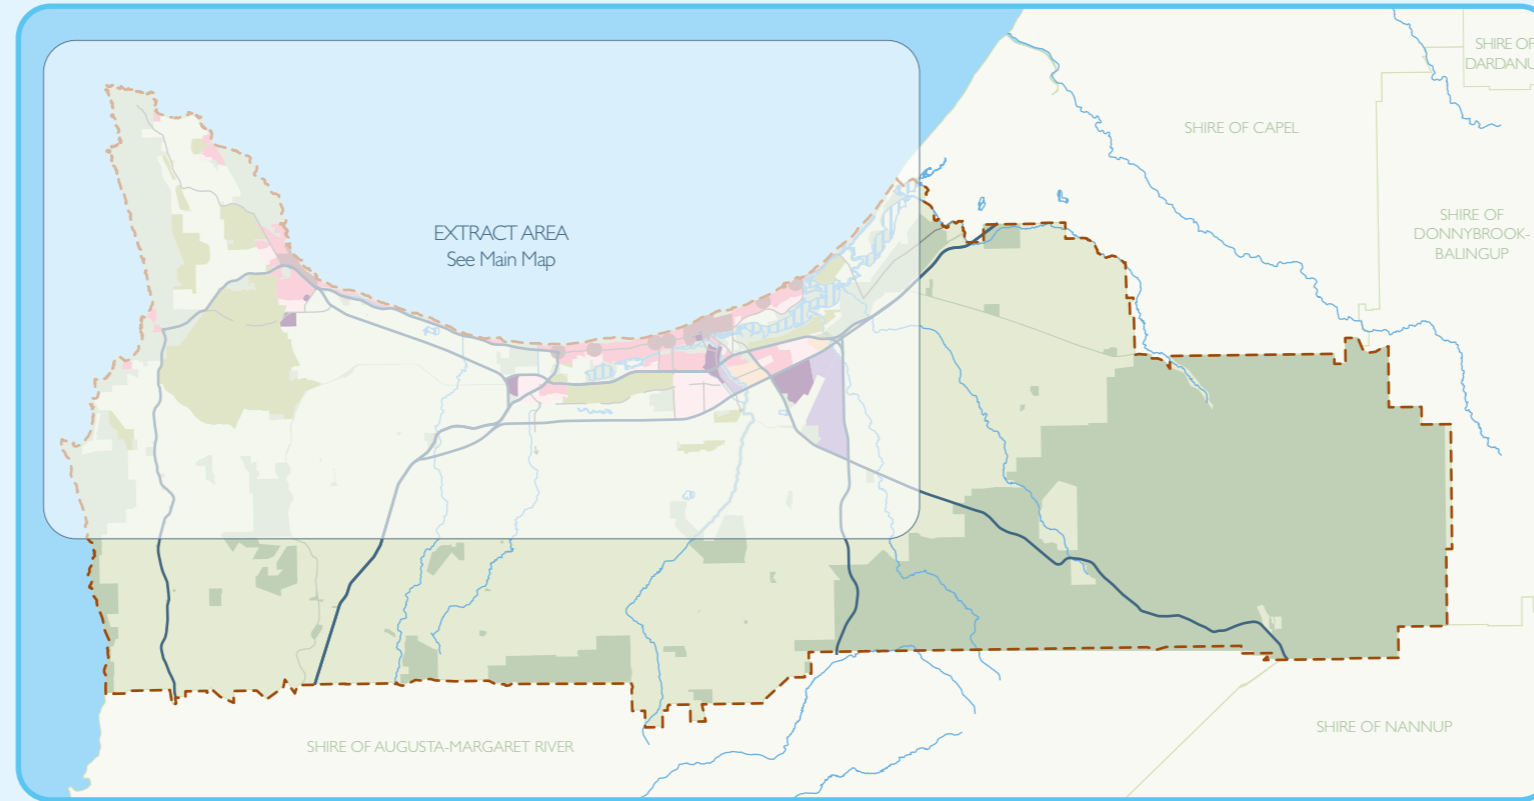 SHIRE OF
SHIRE OF CAPEL
SHIRE OF
DONNYBROOK-
BALINGUP
EXTRACT AREA
See Main Map
SHIRE OF NANNUP
SHIRE OF AUGUSTA-MARGARET RIVER